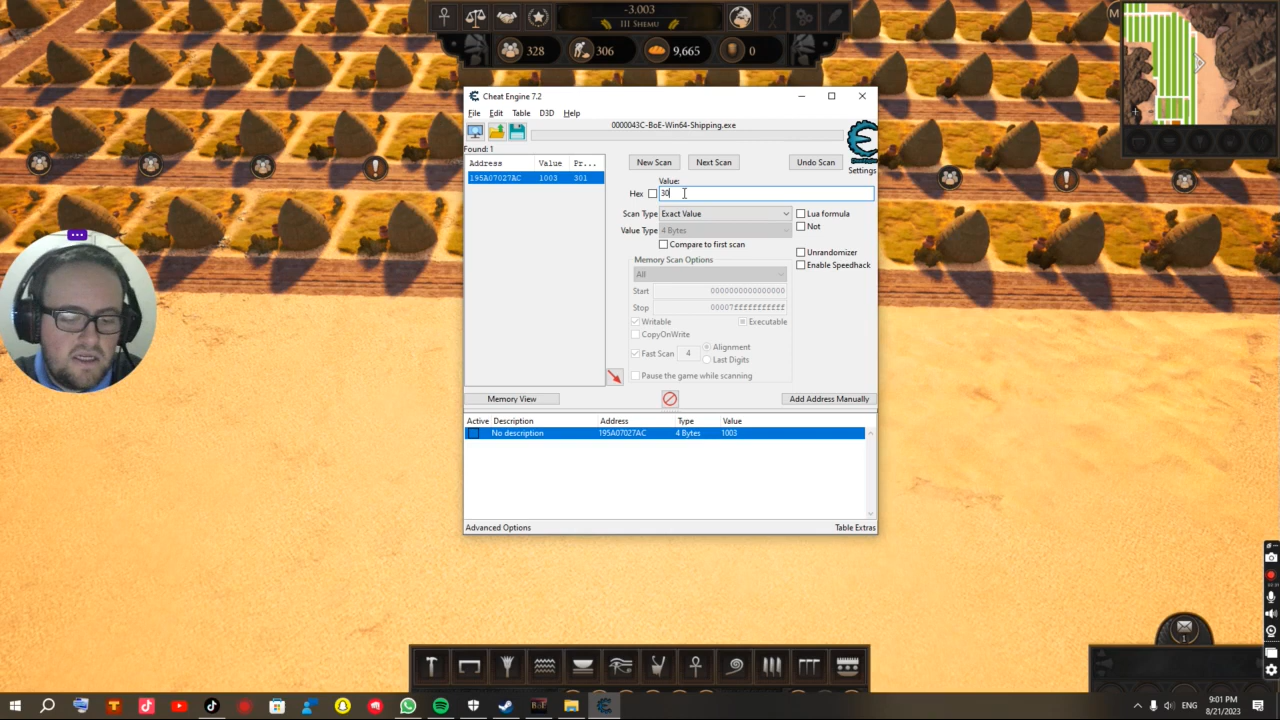 -3.003
III SHEMU
328
306
9,665
0
M
Cheat Engine 7.2
File Edit Table D3D Help
0000043C-BoE-Win64-Shipping.exe
Found: 1
Address Value Pr...
195A07027AC 1003 301
New Scan Next Scan Undo Scan
Settings
Value:
Hex 30
Scan Type Exact Value
Lua formula
Value Type 4 Bytes
Not
Compare to first scan
Unrandomizer
Memory Scan Options
Enable Speedhack
All
Start 0000000000000000
Stop 00007fffffffffff
Writable Executable
CopyOnWrite
Fast Scan 4 Alignment
Last Digits
Pause the game while scanning
Memory View
Add Address Manually
Active Description Address Type Value
No description 195A07027AC 4 Bytes 1003
Advanced Options
Table Extras
1
ENG
9:01 PM
8/21/2023